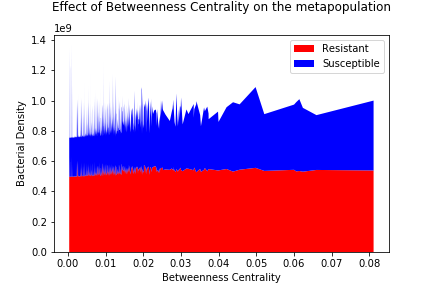 Effect of Betweenness Centrality on the metapopulation
1e9
1.4
1.2
1.0
0.8
0.6
0.4
0.2
0.0
Bacterial Density
Resistant
Susceptible
0.00 0.01 0.02 0.03 0.04 0.05 0.06 0.07 0.08
Betweenness Centrality